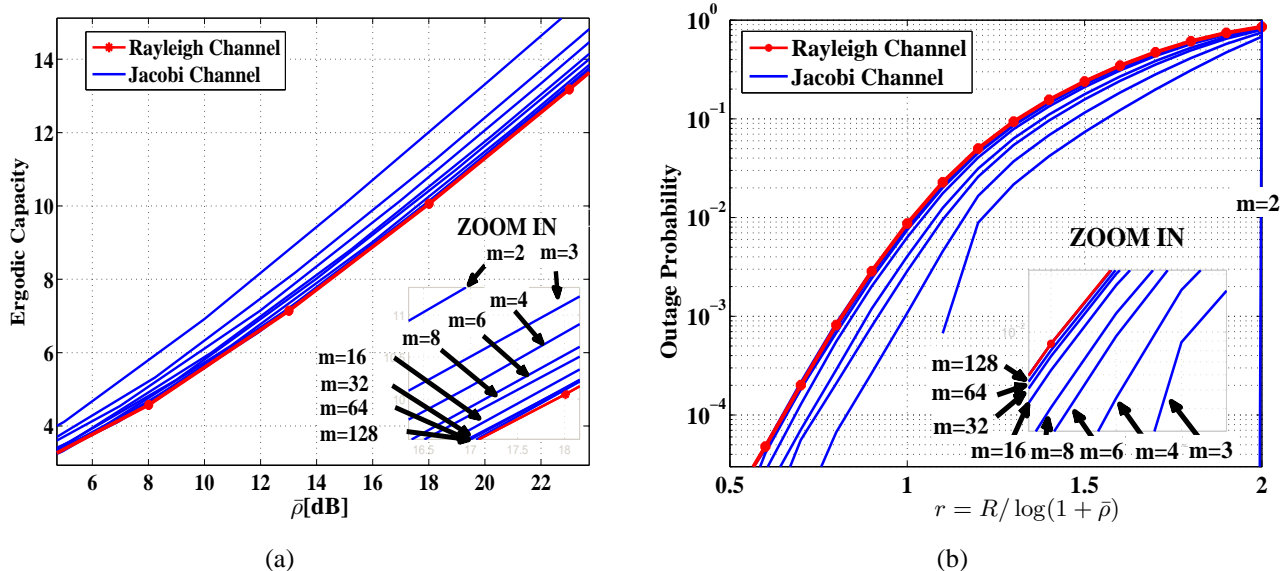 14
12
10
8
6
4
6 8 10 12 14 16 18 20 22
Ergodic Capacity
ρ̄[dB]
Rayleigh Channel
Jacobi Channel
ZOOM IN
m=2 m=3
m=4
m=6
m=8
m=16
m=32
m=64
m=128
11
16.5 17 17.5 18
(a)
10^0
10^-1
10^-2
10^-3
10^-4
0.5 1 1.5 2
Outage Probability
r = R/ log(1 + ρ̄)
Rayleigh Channel
Jacobi Channel
m=2
ZOOM IN
m=128
m=64
m=32
m=16 m=8 m=6 m=4 m=3
(b)